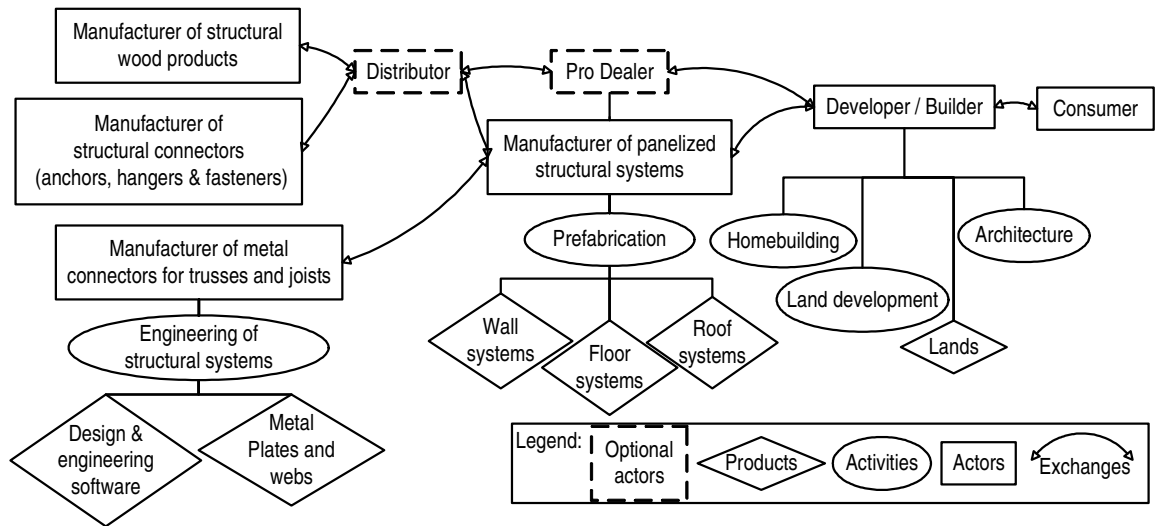 Manufacturer of structural
wood products
Distributor
Pro Dealer
Developer / Builder
Consumer
Manufacturer of
structural connectors
(anchors, hangers & fasteners)
Manufacturer of panelized
structural systems
Manufacturer of metal
connectors for trusses and joists
Prefabrication
Homebuilding
Architecture
Land development
Engineering of
structural systems
Wall
systems
Floor
systems
Roof
systems
Lands
Design &
engineering
software
Metal
Plates and
webs
Legend:
Optional
actors
Products
Activities
Actors
Exchanges